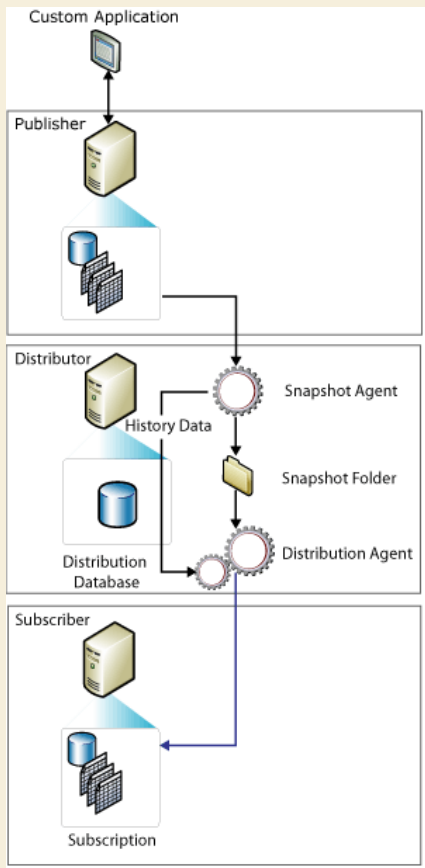 Custom Application
Publisher
Distributor
Snapshot Agent
History Data
Snapshot Folder
Distribution Agent
Distribution
Database
Subscriber
Subscription